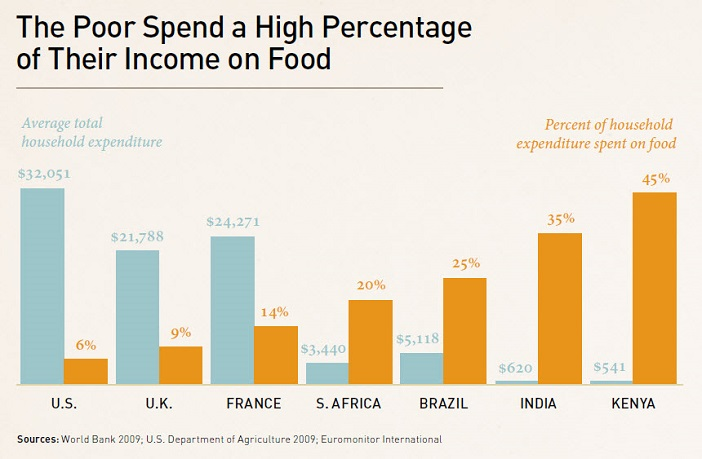 The Poor Spend a High Percentage
of Their Income on Food
Average total
household expenditure
Percent of household
expenditure spent on food
$32,051
6%
$21,788
9%
$24,271
14%
$3,440
20%
$5,118
25%
$620
35%
$541
45%
U.S.
U.K.
FRANCE
S. AFRICA
BRAZIL
INDIA
KENYA
Sources: World Bank 2009; U.S. Department of Agriculture 2009; Euromonitor International